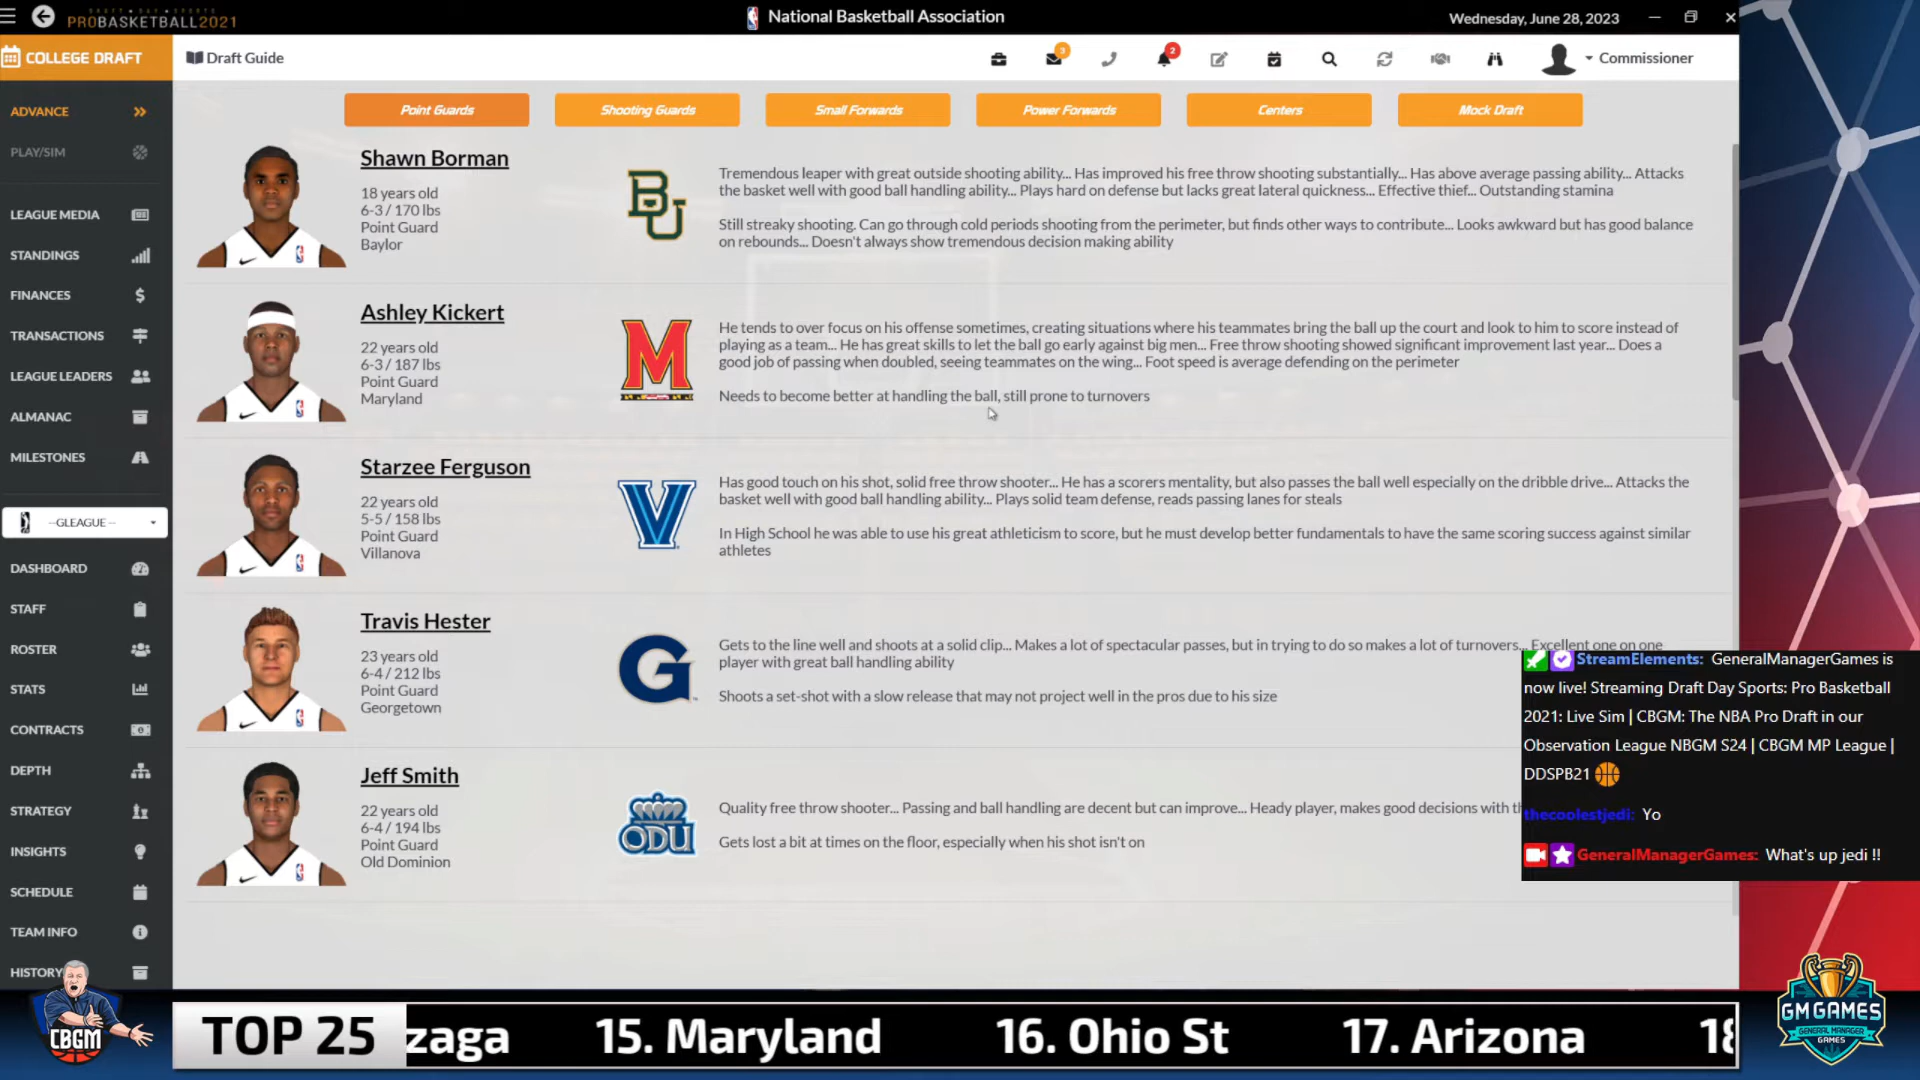 DRAFT DAY SPORTS
PROBASKETBALL2021
National Basketball Association
Wednesday, June 28, 2023
COLLEGE DRAFT
Draft Guide
3
2
Commissioner
ADVANCE
PLAY/SIM
LEAGUE MEDIA
STANDINGS
FINANCES
TRANSACTIONS
LEAGUE LEADERS
ALMANAC
MILESTONES
--GLEAGUE--
DASHBOARD
STAFF
ROSTER
STATS
CONTRACTS
DEPTH
STRATEGY
INSIGHTS
SCHEDULE
TEAM INFO
HISTORY
Point Guards
Shooting Guards
Small Forwards
Power Forwards
Centers
Mock Draft
Shawn Borman
18 years old
6-3 / 170 lbs
Point Guard
Baylor
BU
Tremendous leaper with great outside shooting ability... Has improved his free throw shooting substantially... Has above average passing ability... Attacks
the basket well with good ball handling ability... Plays hard on defense but lacks great lateral quickness... Effective thief... Outstanding stamina
Still streaky shooting. Can go through cold periods shooting from the perimeter, but finds other ways to contribute... Looks awkward but has good balance
on rebounds... Doesn't always show tremendous decision making ability
Ashley Kickert
22 years old
6-3 / 187 lbs
Point Guard
Maryland
M
He tends to over focus on his offense sometimes, creating situations where his teammates bring the ball up the court and look to him to score instead of
playing as a team... He has great skills to let the ball go early against big men... Free throw shooting showed significant improvement last year... Does a
good job of passing when doubled, seeing teammates on the wing... Foot speed is average defending on the perimeter
Needs to become better at handling the ball, still prone to turnovers
Starzee Ferguson
22 years old
5-5 / 158 lbs
Point Guard
Villanova
V
Has good touch on his shot, solid free throw shooter... He has a scorers mentality, but also passes the ball well especially on the dribble drive... Attacks the
basket well with good ball handling ability... Plays solid team defense, reads passing lanes for steals
In High School he was able to use his great athleticism to score, but he must develop better fundamentals to have the same scoring success against similar
athletes
Travis Hester
23 years old
6-4 / 212 lbs
Point Guard
Georgetown
G
Gets to the line well and shoots at a solid clip... Makes a lot of spectacular passes, but in trying to do so makes a lot of turnovers... Excellent one on one
player with great ball handling ability
Shoots a set-shot with a slow release that may not project well in the pros due to his size
Jeff Smith
22 years old
6-4 / 194 lbs
Point Guard
Old Dominion
ODU
Quality free throw shooter... Passing and ball handling are decent but can improve... Heady player, makes good decisions with
Gets lost a bit at times on the floor, especially when his shot isn't on
StreamElements: GeneralManagerGames is
now live! Streaming Draft Day Sports: Pro Basketball
2021: Live Sim | CBGM: The NBA Pro Draft in our
Observation League NBGM S24 | CBGM MP League |
DDSPB21
thecoolestjedi: Yo
GeneralManagerGames: What's up jedi !!
CBGM
TOP 25
zaga 15. Maryland 16. Ohio St 17. Arizona 18
GM GAMES
GENERAL MANAGER
GAMES